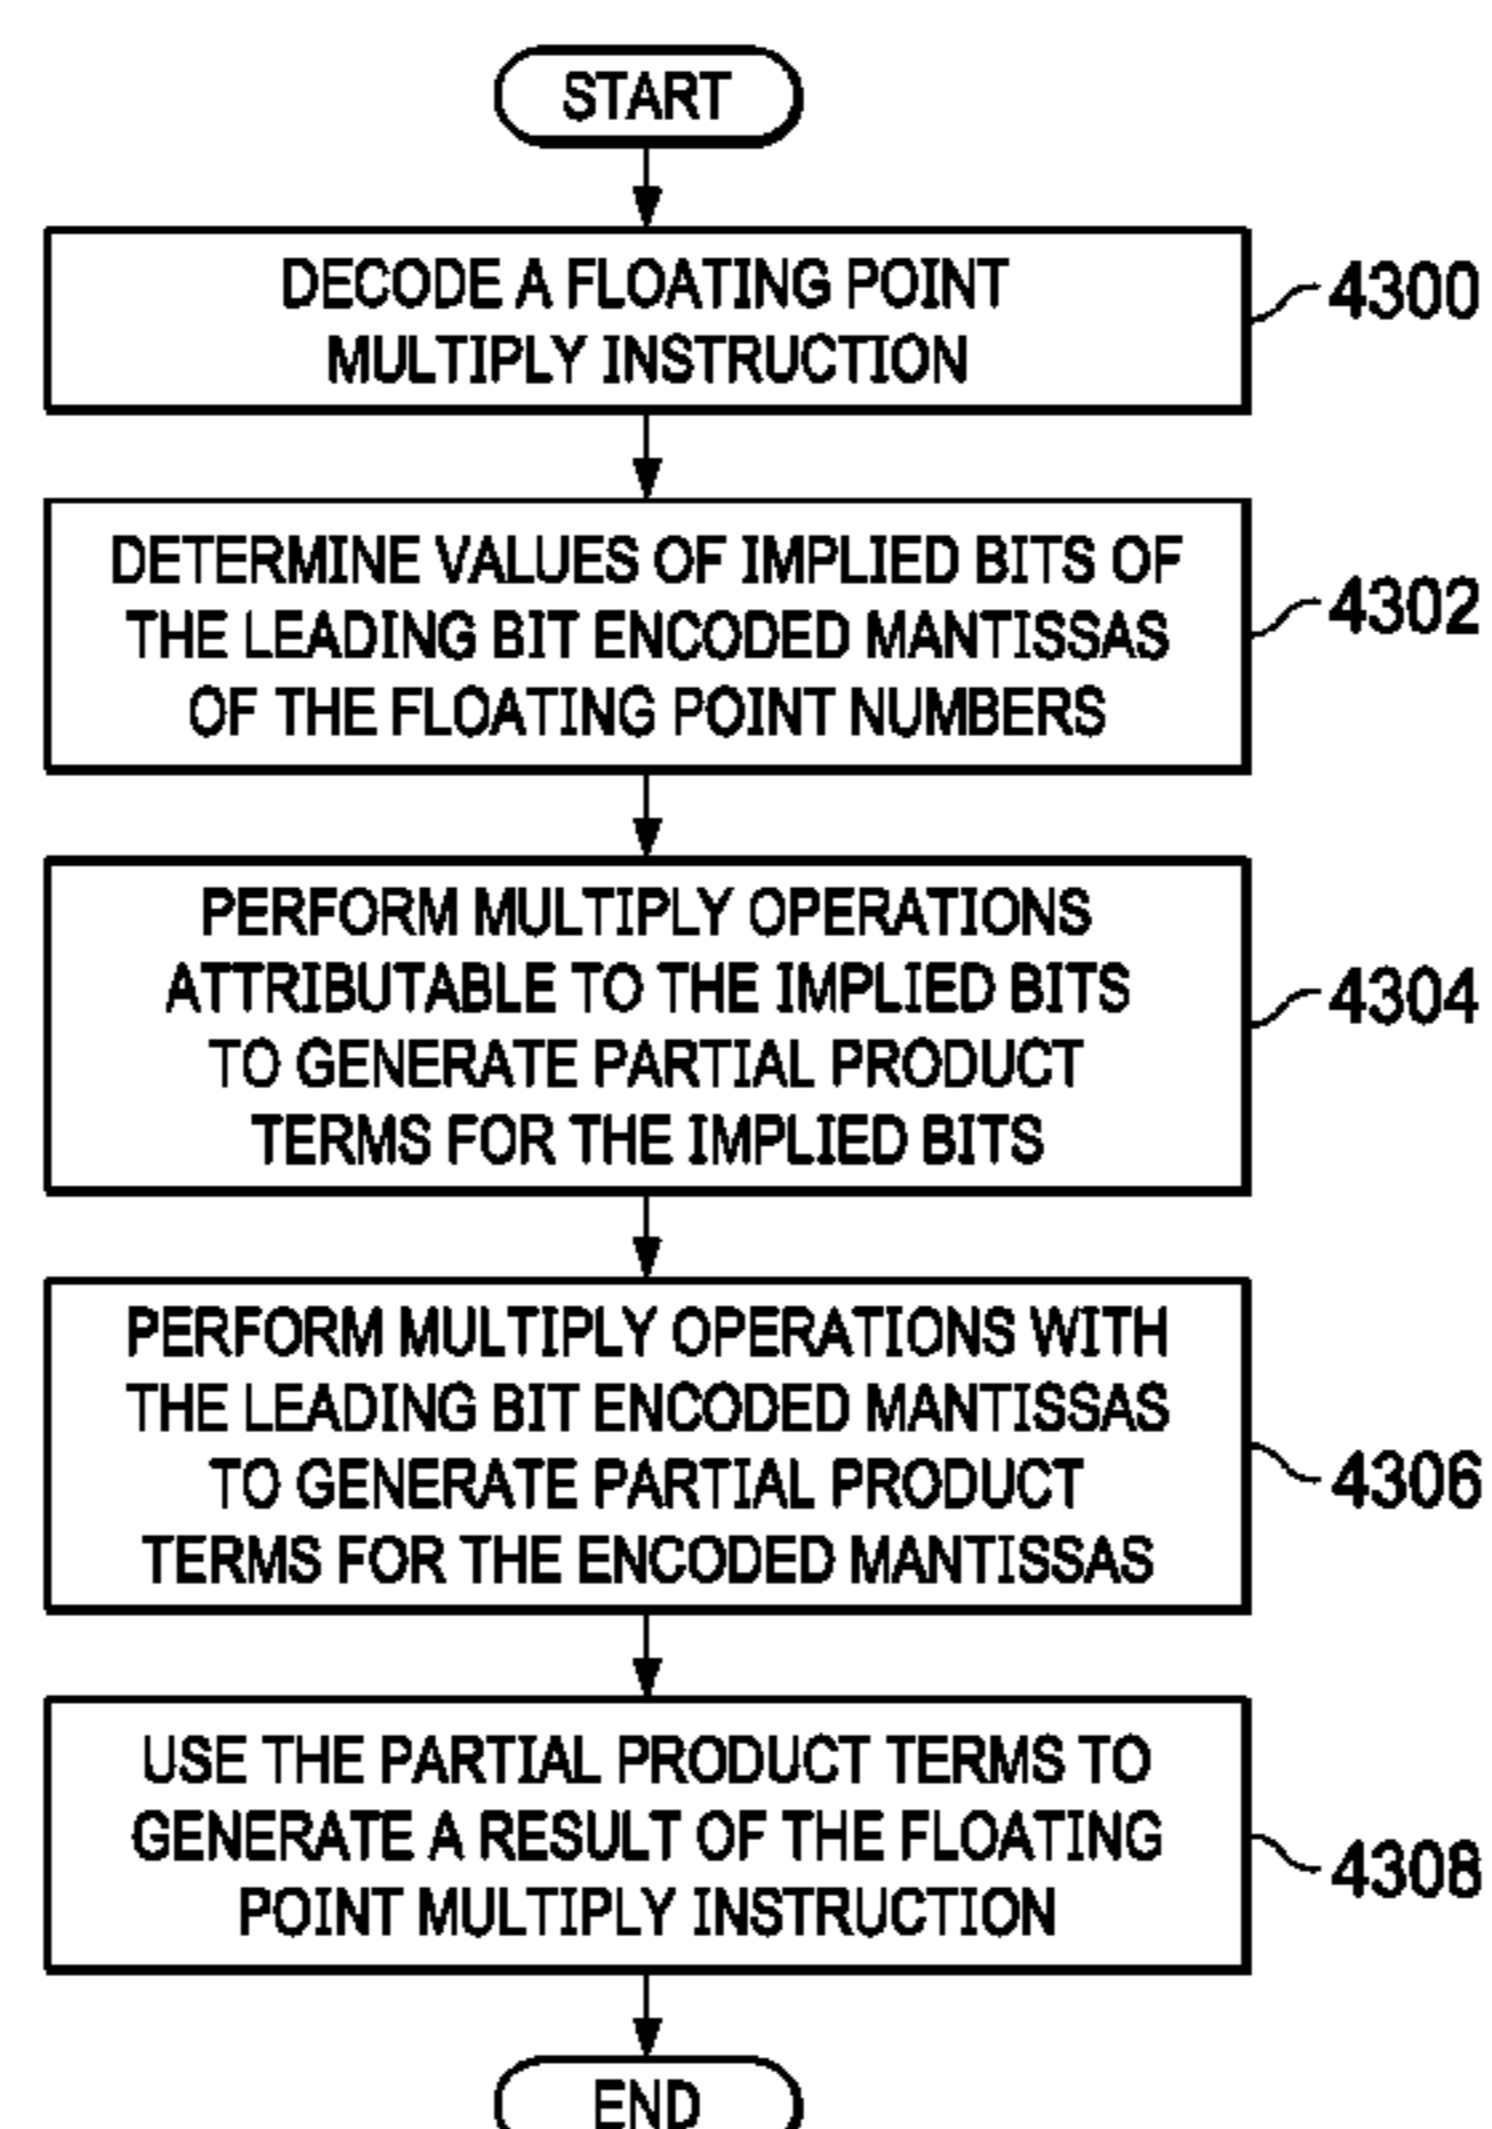 START
DECODE A FLOATING POINT
MULTIPLY INSTRUCTION
4300
DETERMINE VALUES OF IMPLIED BITS OF
THE LEADING BIT ENCODED MANTISSAS
OF THE FLOATING POINT NUMBERS
4302
PERFORM MULTIPLY OPERATIONS
ATTRIBUTABLE TO THE IMPLIED BITS
TO GENERATE PARTIAL PRODUCT
TERMS FOR THE IMPLIED BITS
4304
PERFORM MULTIPLY OPERATIONS WITH
THE LEADING BIT ENCODED MANTISSAS
TO GENERATE PARTIAL PRODUCT
TERMS FOR THE ENCODED MANTISSAS
4306
USE THE PARTIAL PRODUCT TERMS TO
GENERATE A RESULT OF THE FLOATING
POINT MULTIPLY INSTRUCTION
4308
END